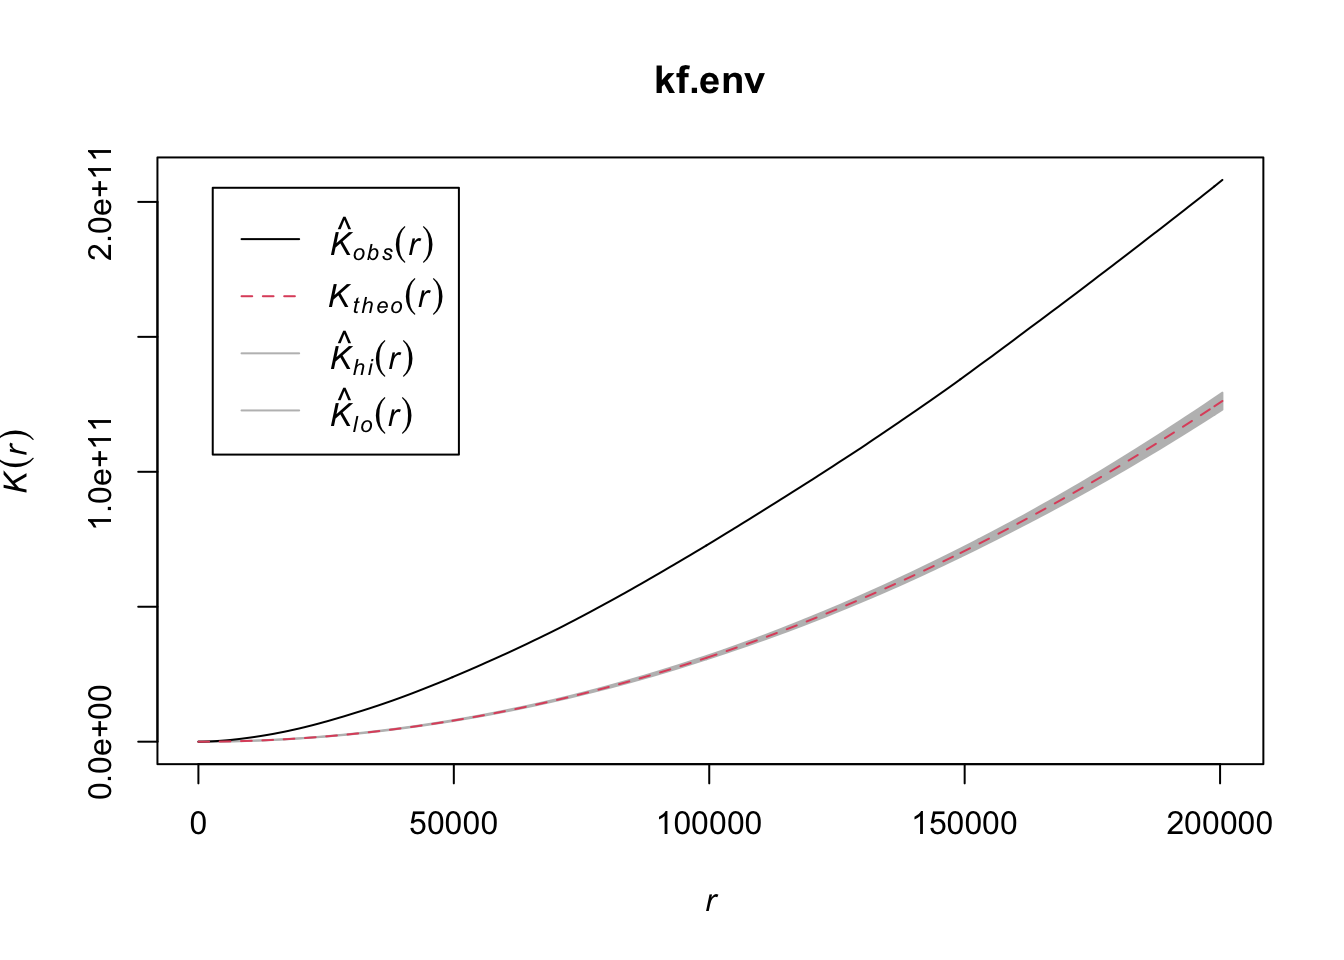 kf.env
K̂obs(r)
Ktheo(r)
K̂hi(r)
K̂lo(r)
K(r)
2.0e+11
1.0e+11
0.0e+00
0 50000 100000 150000 200000
r